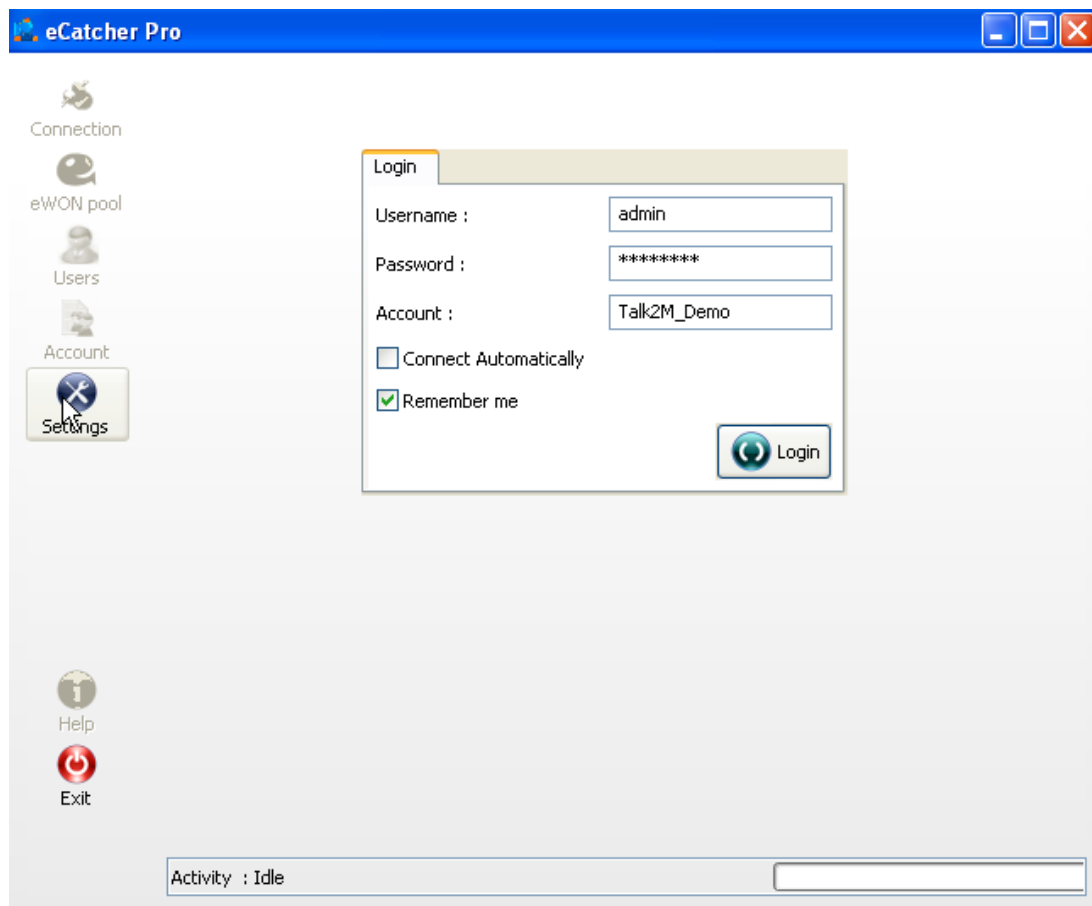 eCatcher Pro
Connection
eWON pool
Users
Account
Settings
Login
Username :
admin
Password :
********
Account :
Talk2M_Demo
Connect Automatically
Remember me
Login
Help
Exit
Activity : Idle